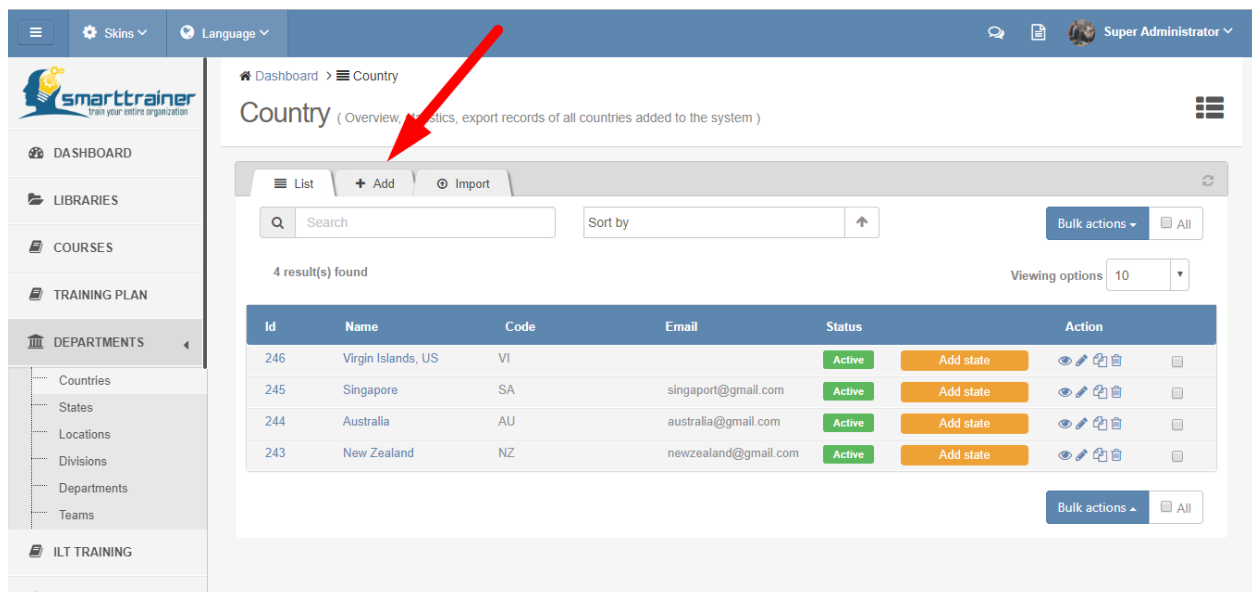 Skins
Language
Super Administrator
smarttrainer
train your entire organization
Dashboard > Country
Country ( Overview, statistics, export records of all countries added to the system )
DASHBOARD
LIBRARIES
COURSES
TRAINING PLAN
DEPARTMENTS
Countries
States
Locations
Divisions
Departments
Teams
ILT TRAINING
List
Add
Import
Search
Sort by
Bulk actions
All
4 result(s) found
Viewing options 10
Id Name Code Email Status Action
246 Virgin Islands, US VI Active Add state
245 Singapore SA singaport@gmail.com Active Add state
244 Australia AU australia@gmail.com Active Add state
243 New Zealand NZ newzealand@gmail.com Active Add state
Bulk actions
All